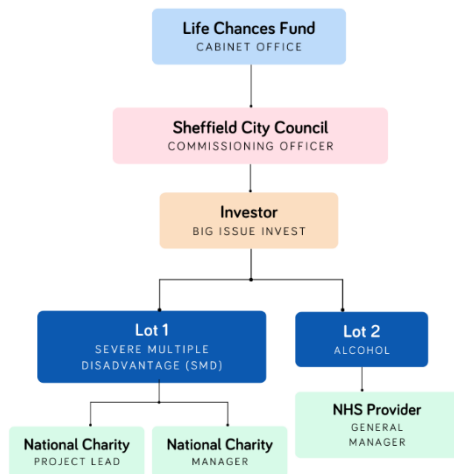 Life Chances Fund
CABINET OFFICE
Sheffield City Council
COMMISSIONING OFFICER
Investor
BIG ISSUE INVEST
Lot 1
SEVERE MULTIPLE
DISADVANTAGE (SMD)
Lot 2
ALCOHOL
National Charity
PROJECT LEAD
National Charity
MANAGER
NHS Provider
GENERAL
MANAGER